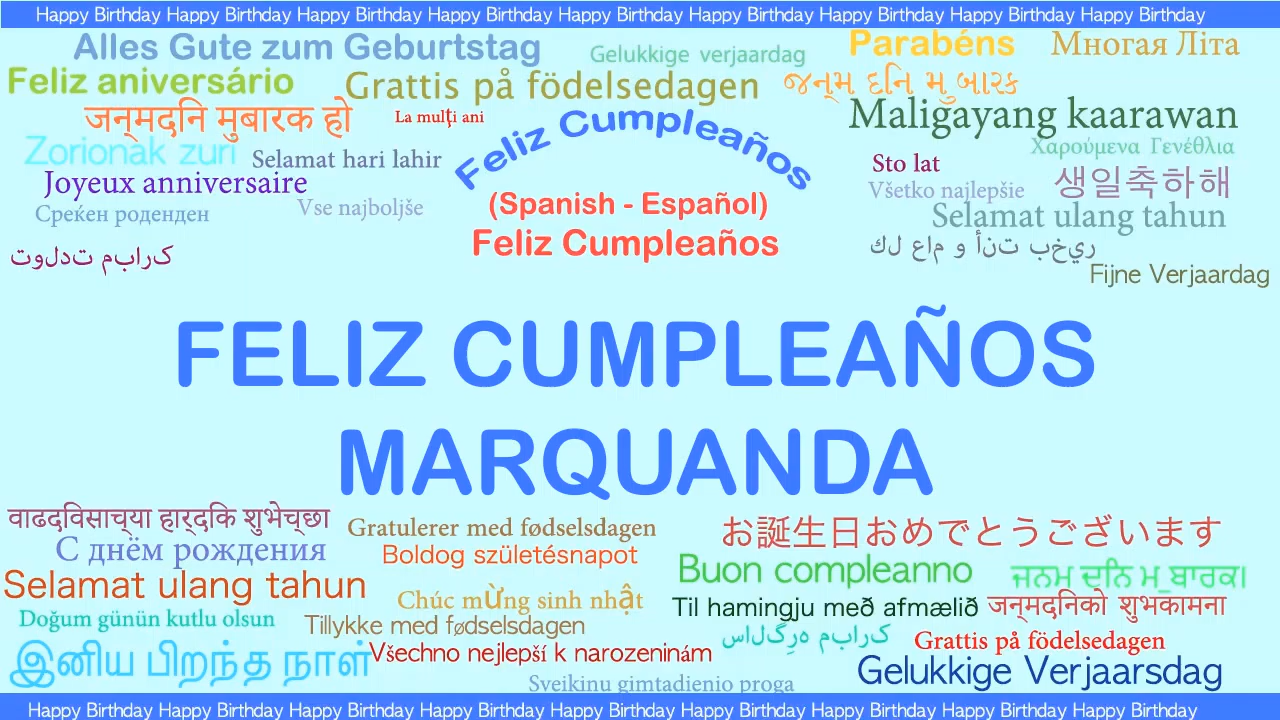 Happy Birthday Happy Birthday Happy Birthday Happy Birthday Happy Birthday Happy Birthday Happy Birthday Happy Birthday Happy Birthday
Alles Gute zum Geburtstag
Gelukkige verjaardag
Parabéns
Многая Літа
Feliz aniversário
Grattis på födelsedagen
જન્મ દિન મુબારક
जन्मदिन मुबारक हो
La mulţi ani
Feliz Cumpleaños
Maligayang kaarawan
Zorionak zuri
Selamat hari lahir
Χαρούμενα Γενέθλια
Sto lat
Joyeux anniversaire
(Spanish - Español)
Všetko najlepšie
생일축하해
Среќен роденден
Vse najboljše
Selamat ulang tahun
Feliz Cumpleaños
تولدت مبارک
كل عام و أنت بخير
Fijne Verjaardag
FELIZ CUMPLEAÑOS
MARQUANDA
वाढदिवसाच्या हार्दिक शुभेच्छा
Gratulerer med fødselsdagen
お誕生日おめでとうございます
С днём рождения
Boldog születésnapot
Buon compleanno
ਜਨਮ ਦਿਨ ਮੁਬਾਰਕ।
Selamat ulang tahun
Chúc mừng sinh nhật
Til hamingju með afmælið
जन्मदिनको शुभकामना
Doğum günün kutlu olsun
Tillykke med fødselsdagen
سالگرِہ مبارک
Grattis på födelsedagen
இனிய பிறந்த நாள்
Všechno nejlepší k narozeninám
Gelukkige Verjaarsdag
Sveikinu gimtadienio proga
Happy Birthday Happy Birthday Happy Birthday Happy Birthday Happy Birthday Happy Birthday Happy Birthday Happy Birthday Happy Birthday